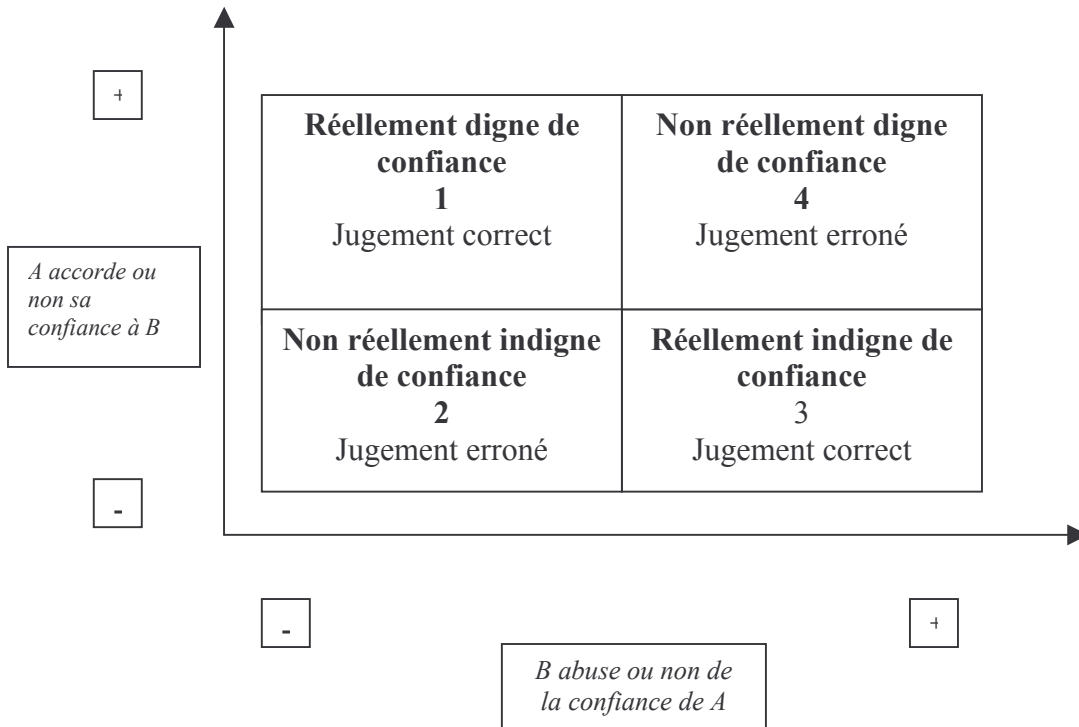 +
Réellement digne de
confiance
1
Jugement correct
Non réellement digne
de confiance
4
Jugement erroné
A accorde ou
non sa
confiance à B
Non réellement indigne
de confiance
2
Jugement erroné
Réellement indigne de
confiance
3
Jugement correct
-
-
+
B abuse ou non de
la confiance de A